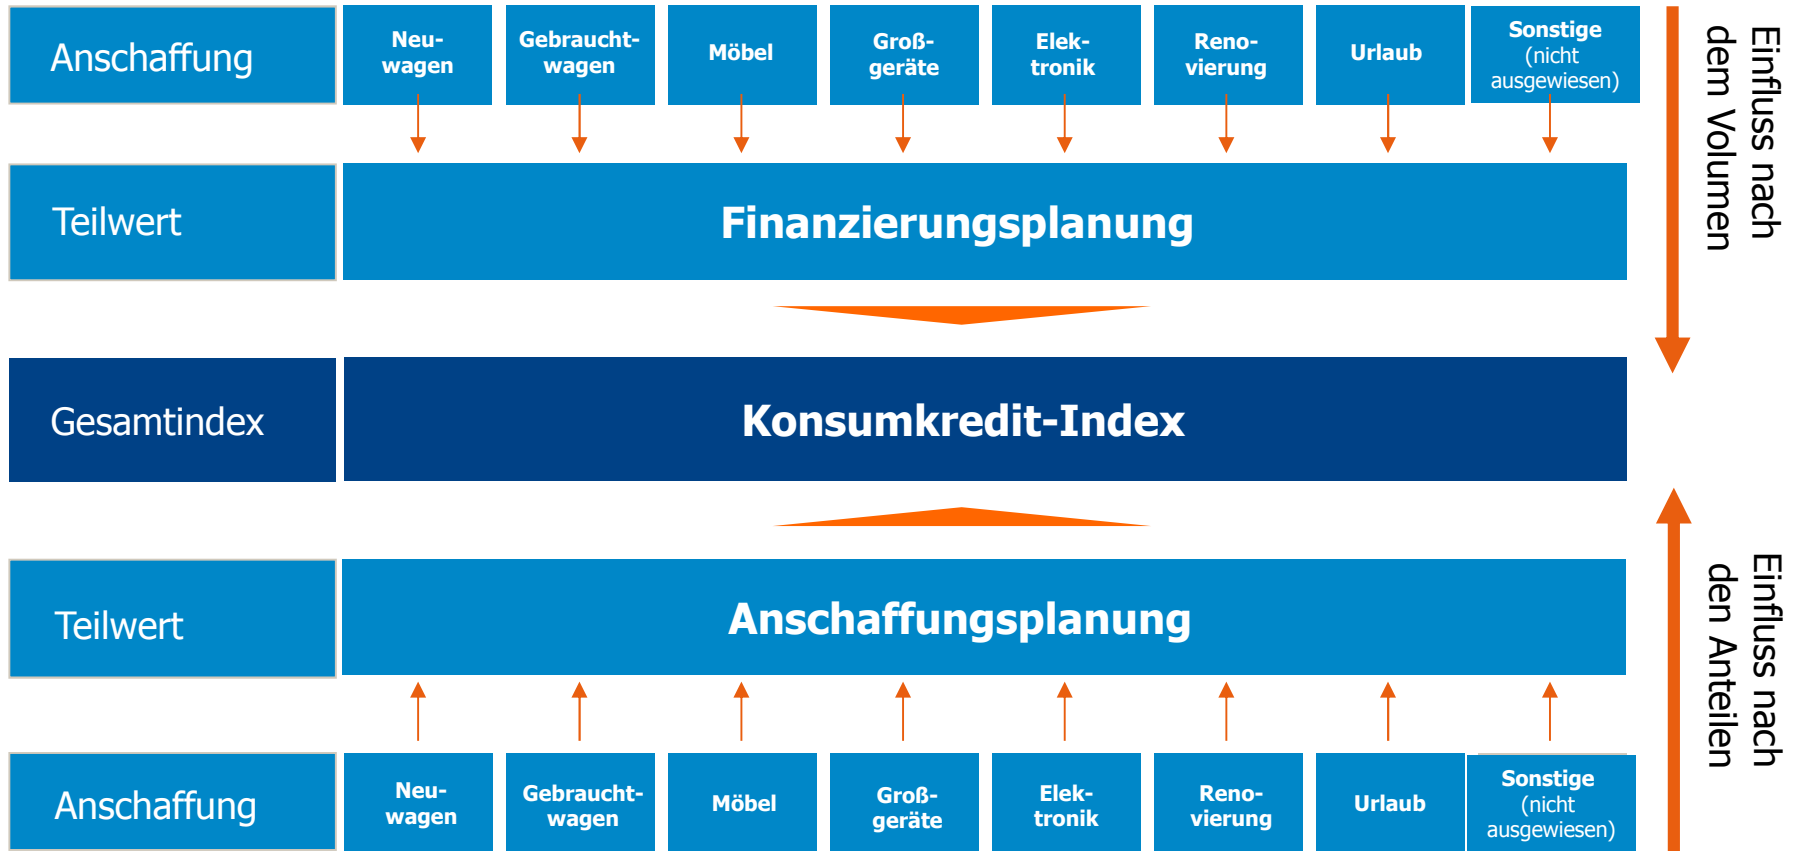 Anschaffung
Neu-
wagen
Gebraucht-
wagen
Möbel
Groß-
geräte
Elek-
tronik
Reno-
vierung
Urlaub
Sonstige
(nicht
ausgewiesen)
Einfluss nach
dem Volumen
Teilwert
Finanzierungsplanung
Gesamtindex
Konsumkredit-Index
Teilwert
Anschaffungsplanung
Einfluss nach
den Anteilen
Anschaffung
Neu-
wagen
Gebraucht-
wagen
Möbel
Groß-
geräte
Elek-
tronik
Reno-
vierung
Urlaub
Sonstige
(nicht
ausgewiesen)